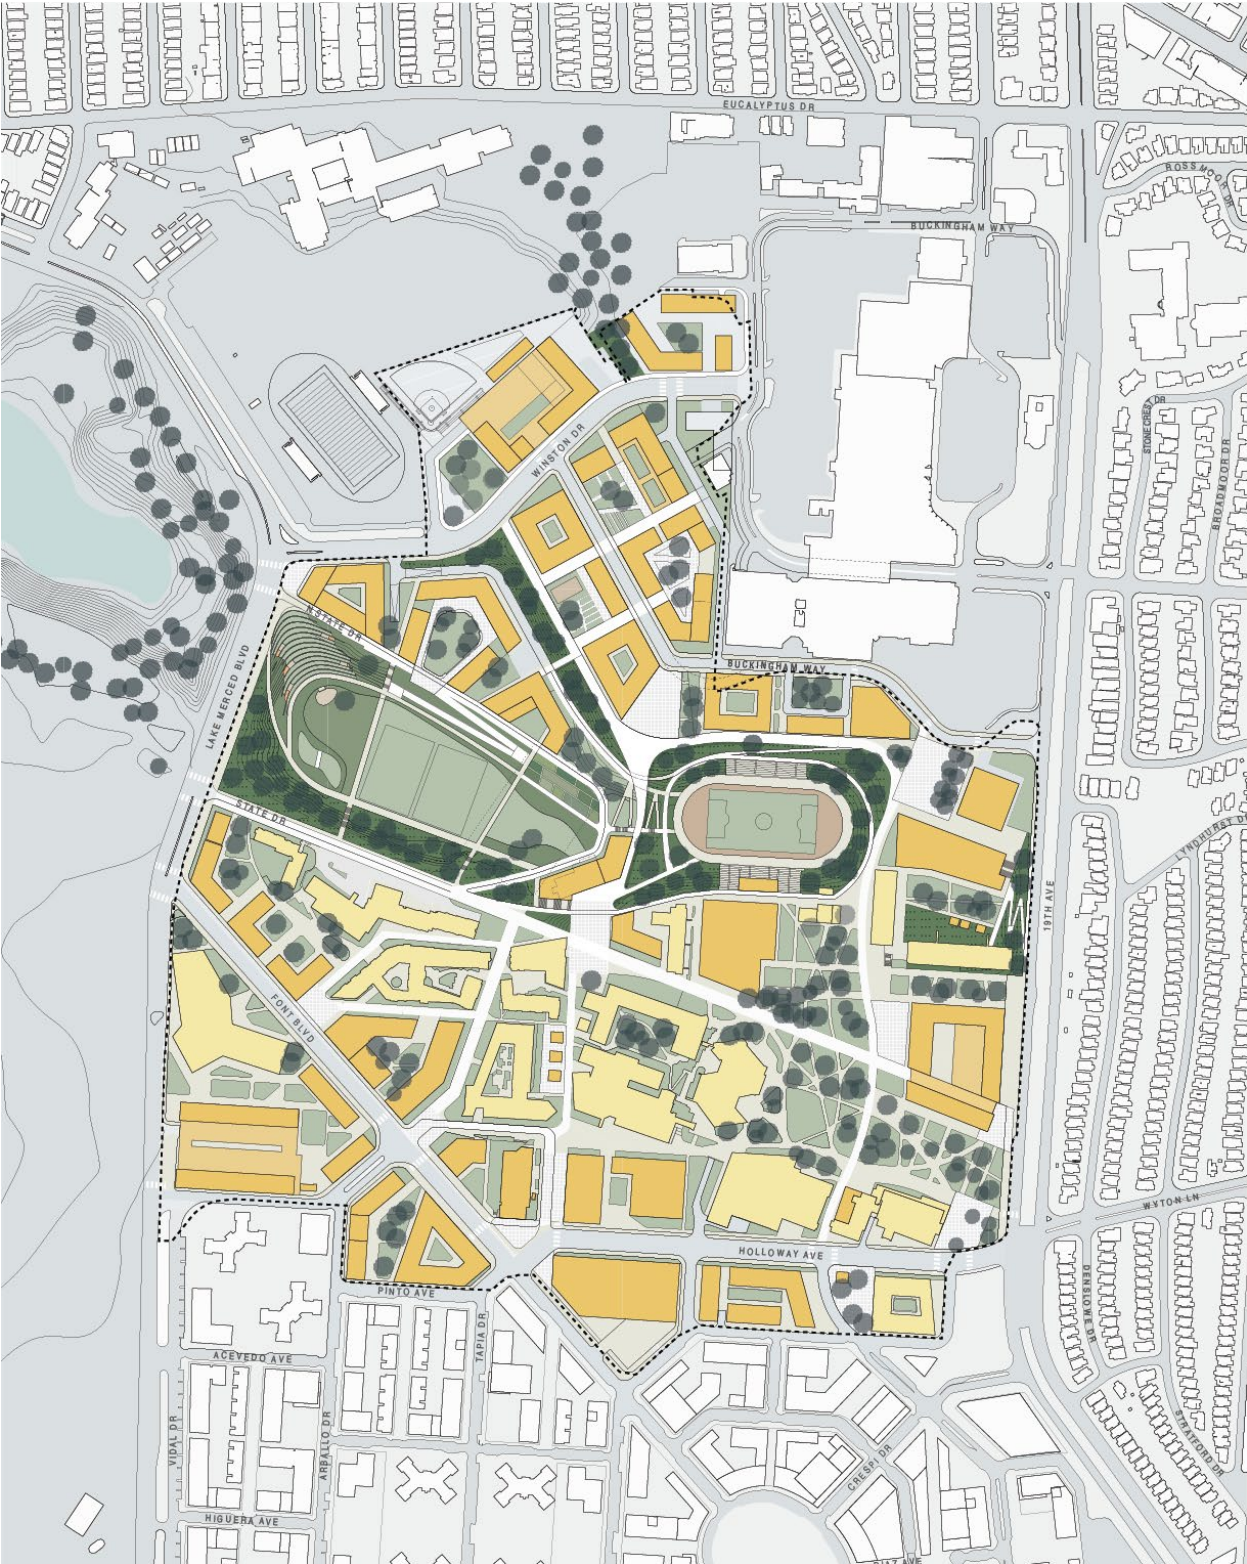 EUCALYPTUS DR
ROSSMOOR DR
BUCKINGHAM WAY
STONECREST DR
BROADMOOR DR
WINSTON DR
N STATE DR
LAKE MERCED BLVD
BUCKINGHAM WAY
STATE DR
19TH AVE
FONT BLVD
WYTON LN
HOLLOWAY AVE
PINTO AVE
DENSLOWE DR
TAPIA DR
ACEVEDO AVE
VIDAL DR
ARBALLO DR
CRESPI DR
STRATFORD DR
HIGUERA AVE